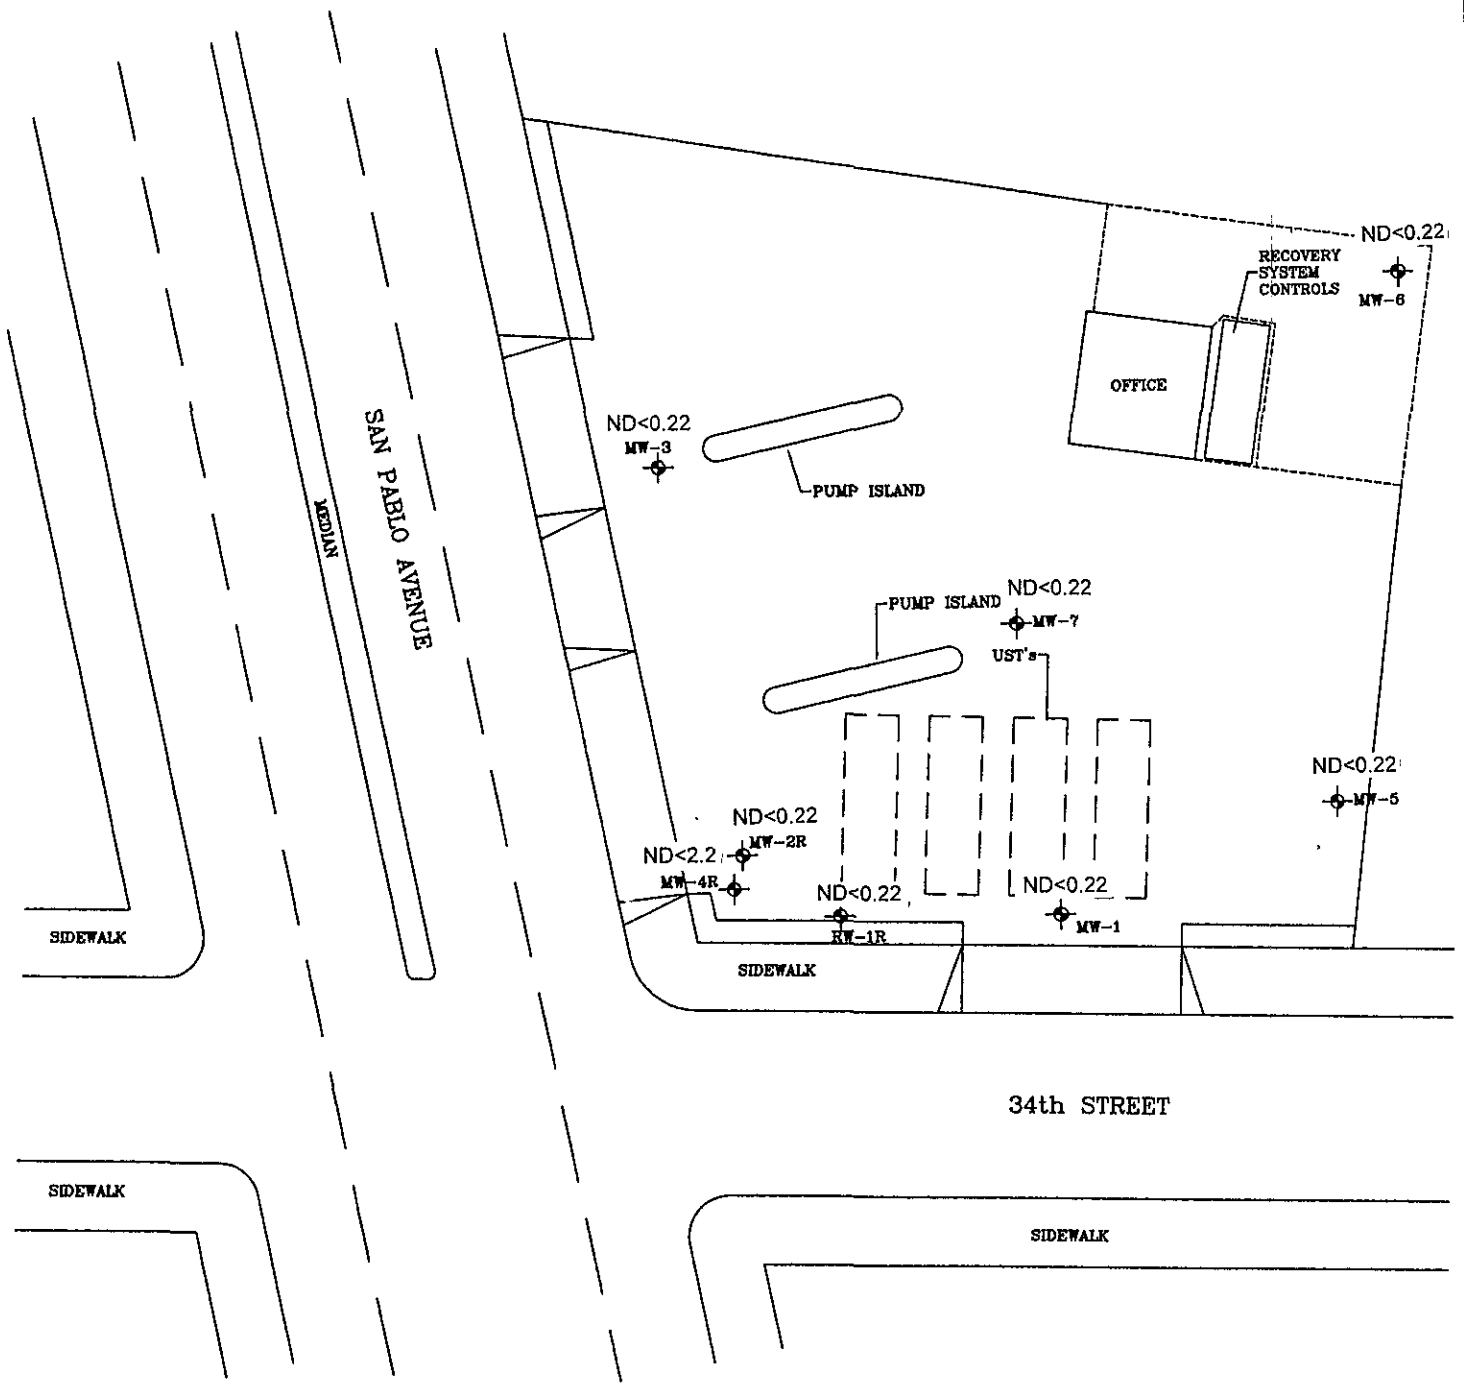 ND<0.22
RECOVERY
SYSTEM
CONTROLS
MW-6
OFFICE
ND<0.22
MW-3
PUMP ISLAND
SAN PABLO AVENUE
MEDIAN
PUMP ISLAND
ND<0.22
MW-7
UST's
ND<0.22
MW-5
ND<0.22
MW-2R
ND<2.2
MW-4R
ND<0.22
RW-1R
ND<0.22
MW-1
SIDEWALK
SIDEWALK
34th STREET
SIDEWALK
SIDEWALK